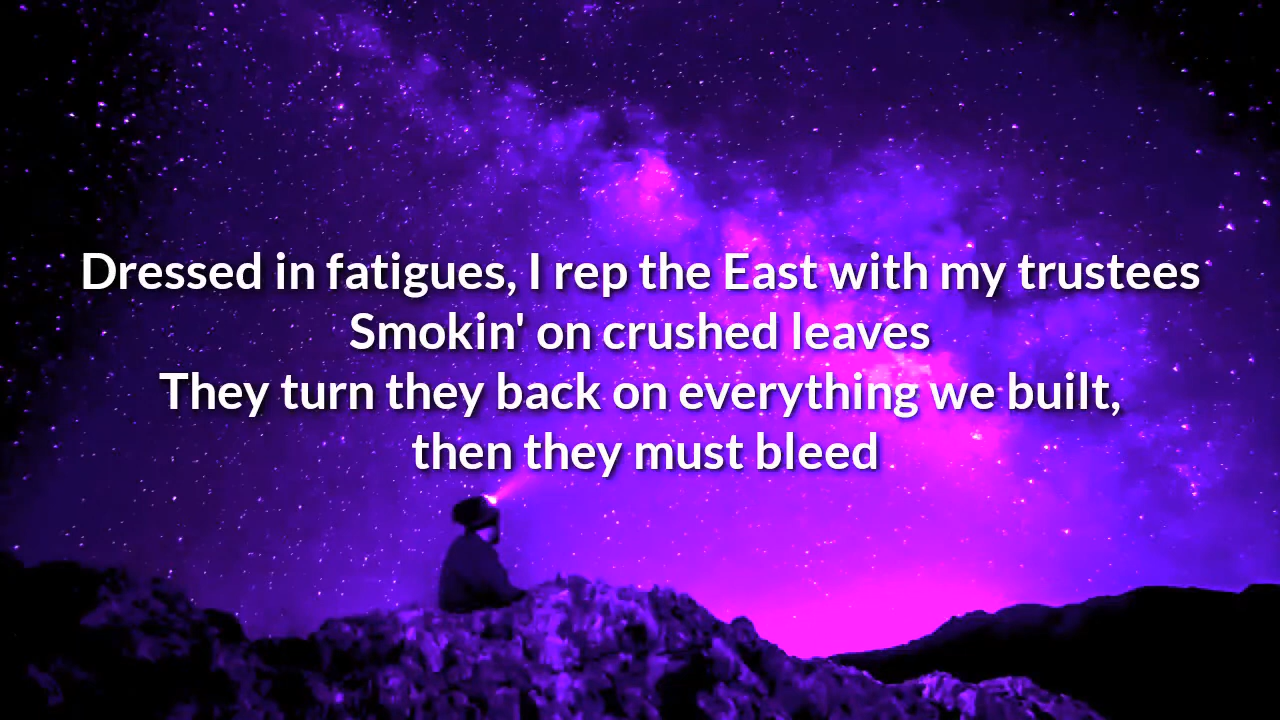 Dressed in fatigues, I rep the East with my trustees
Smokin' on crushed leaves
They turn they back on everything we built,
then they must bleed